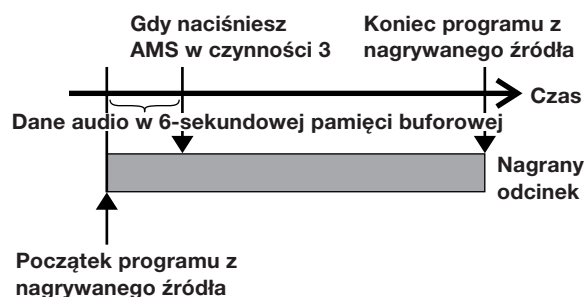 Gdy naciśniesz
AMS w czynności 3
Koniec programu z
nagrywanego źródła
Czas
Dane audio w 6-sekundowej pamięci buforowej
Nagrany
odcinek
Początek programu z
nagrywanego źródła